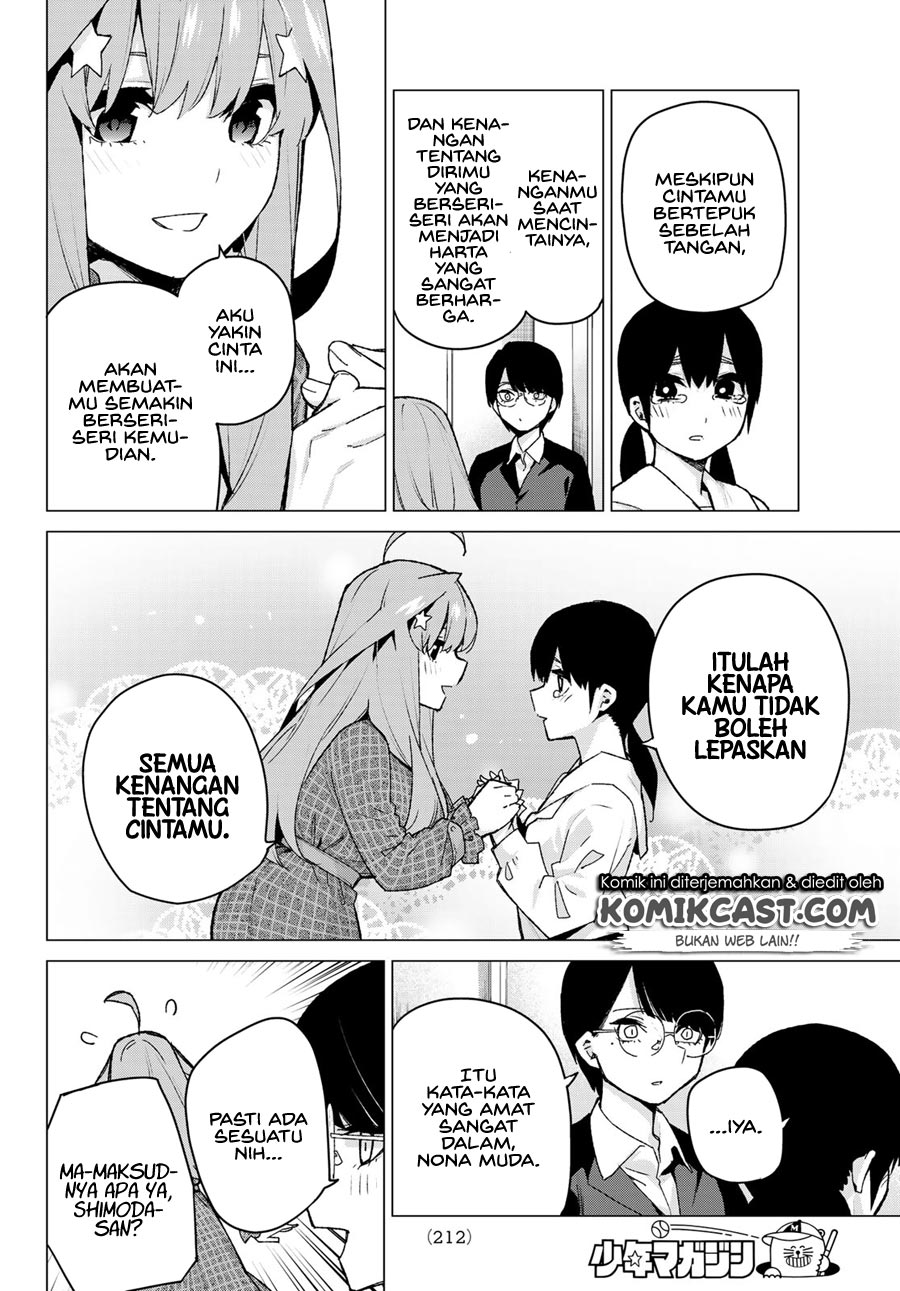 MESKIPUN
CINTAMU
BERTEPUK
SEBELAH
TANGAN,
KENA-
NGANMU
SAAT
MENCIN-
TAINYA,
DAN KENA-
NGAN
TENTANG
DIRIMU
YANG
BERSERI-
SERI AKAN
MENJADI
HARTA
YANG
SANGAT
BERHAR-
GA.
AKU
YAKIN
CINTA
INI...
AKAN
MEMBUAT-
MU SEMAKIN
BERSERI-
SERI KEMU-
DIAN.
ITULAH
KENAPA
KAMU TIDAK
BOLEH
LEPASKAN
SEMUA
KENANGAN
TENTANG
CINTAMU.
Komik ini diterjemahkan & diedit oleh
KOMIKCAST.COM
BUKAN WEB LAIN!!
...IYA.
ITU
KATA-KATA
YANG AMAT
SANGAT
DALAM,
NONA MUDA.
PASTI ADA
SESUATU
NIH...
MA-MAKSUD-
NYA APA YA,
SHIMODA-
SAN?
(212)
少年マガジン
M